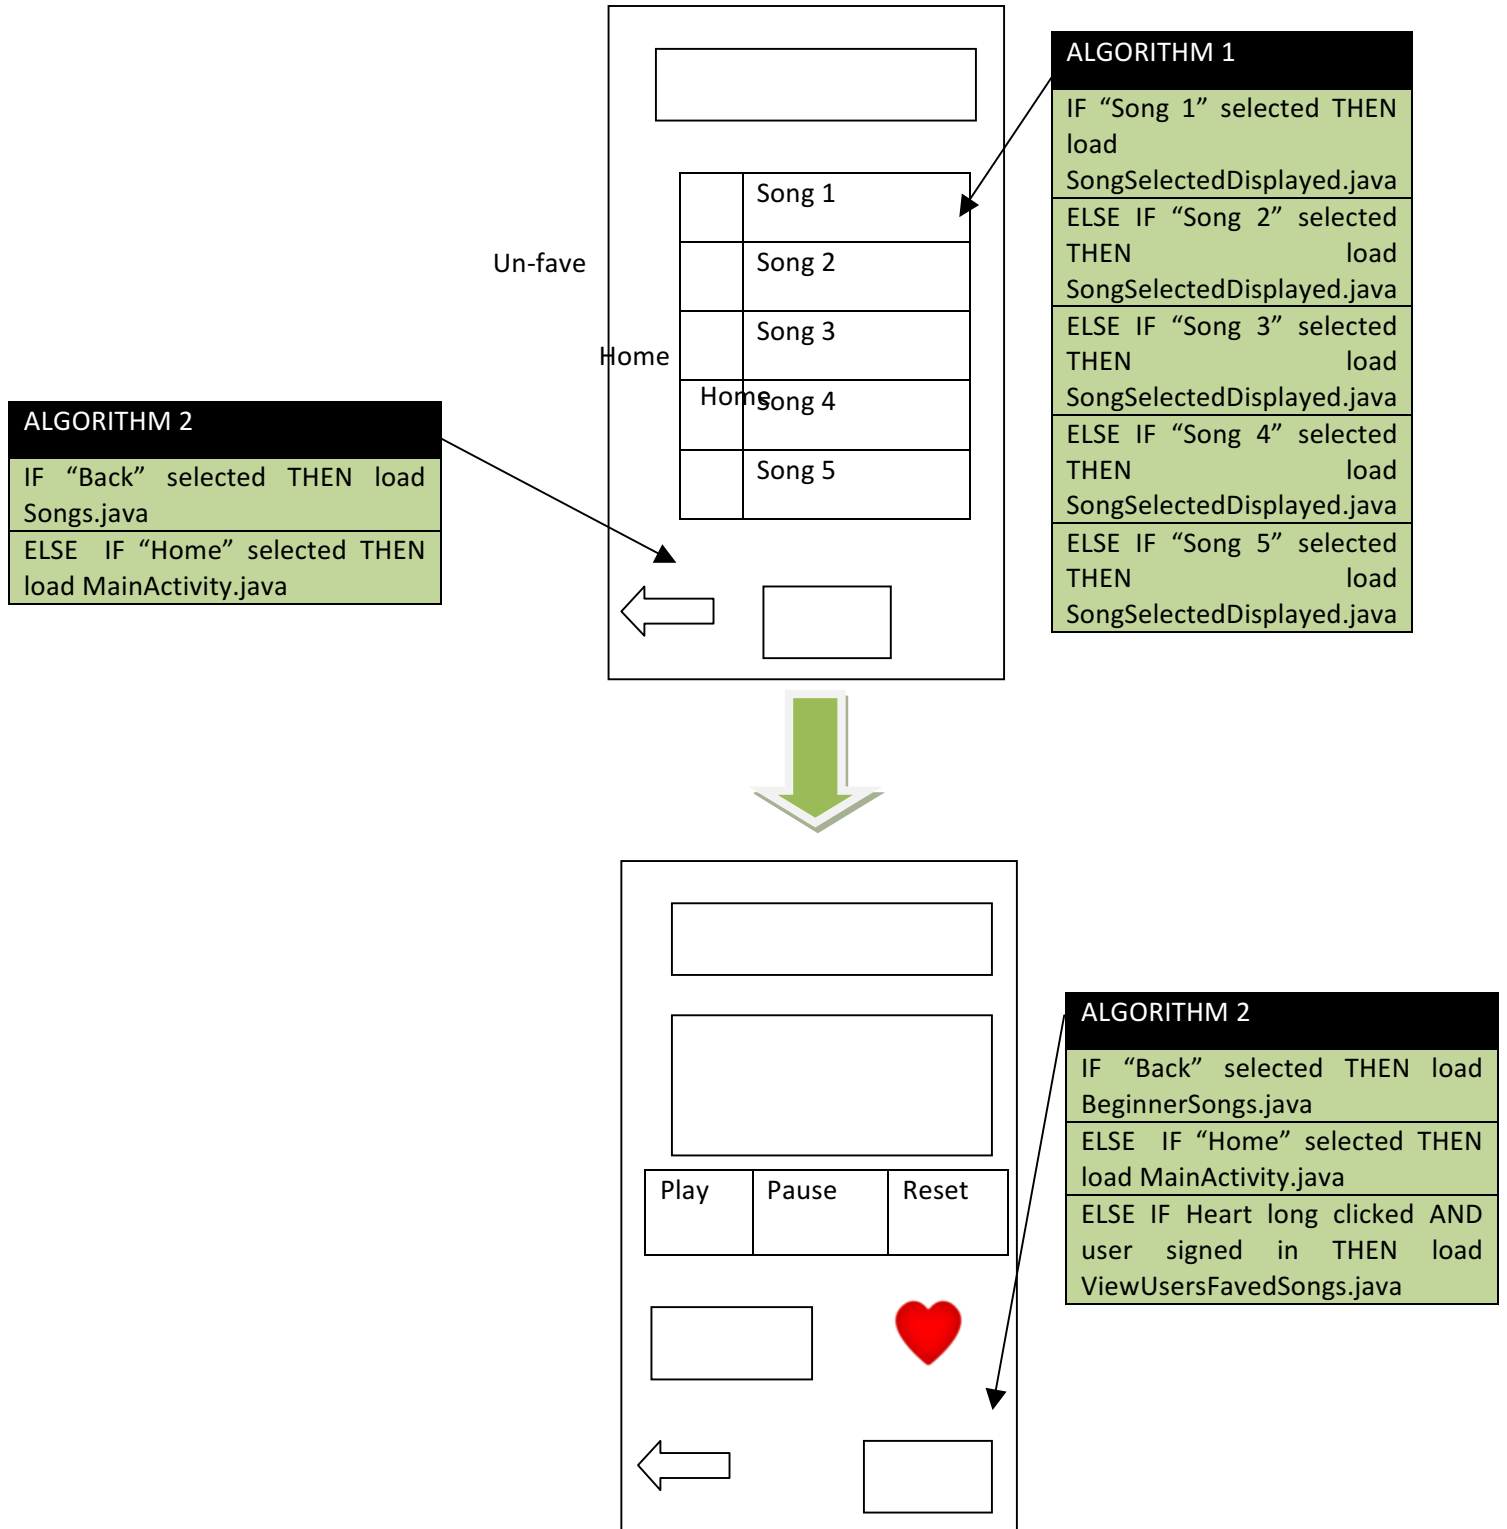 ALGORITHM 1
IF “Song 1” selected THEN
load
SongSelectedDisplayed.java
ELSE IF “Song 2” selected
THEN load
SongSelectedDisplayed.java
ELSE IF “Song 3” selected
THEN load
SongSelectedDisplayed.java
ELSE IF “Song 4” selected
THEN load
SongSelectedDisplayed.java
ELSE IF “Song 5” selected
THEN load
SongSelectedDisplayed.java
Song 1
Song 2
Song 3
Song 4
Song 5
Un-fave
Home
Home
ALGORITHM 2
IF “Back” selected THEN load
Songs.java
ELSE IF “Home” selected THEN
load MainActivity.java
Play Pause Reset
ALGORITHM 2
IF “Back” selected THEN load
BeginnerSongs.java
ELSE IF “Home” selected THEN
load MainActivity.java
ELSE IF Heart long clicked AND
user signed in THEN load
ViewUsersFavedSongs.java